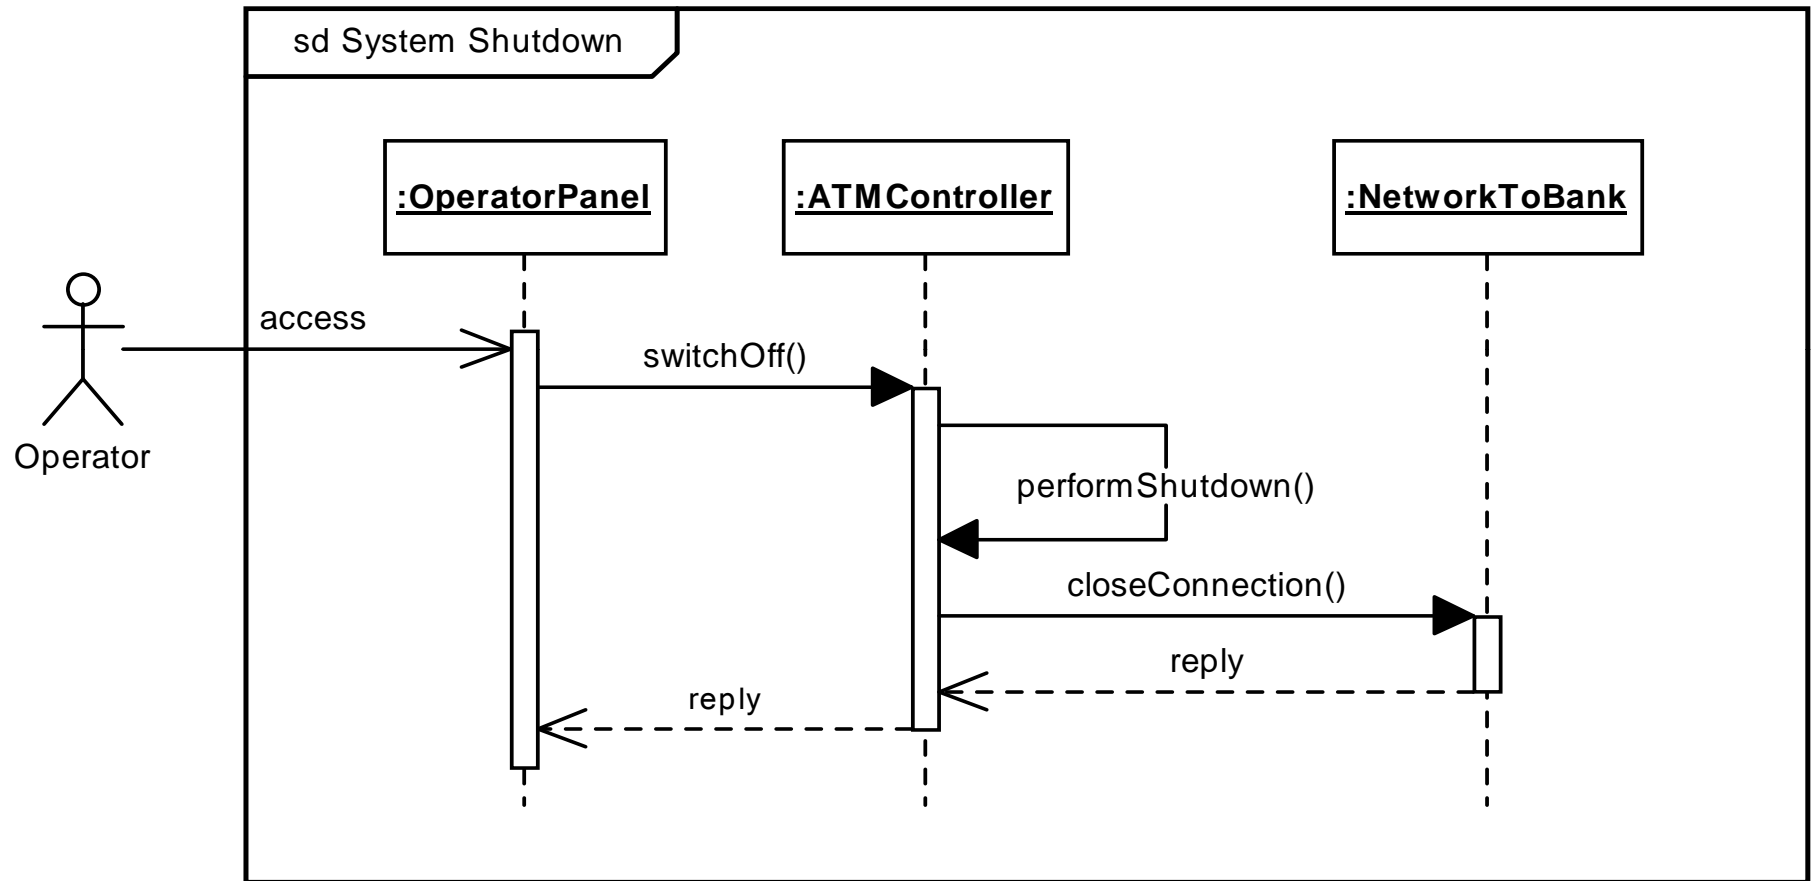 sd System Shutdown
:OperatorPanel
:ATMController
:NetworkToBank
access
switchOff()
Operator
performShutdown()
closeConnection()
reply
reply